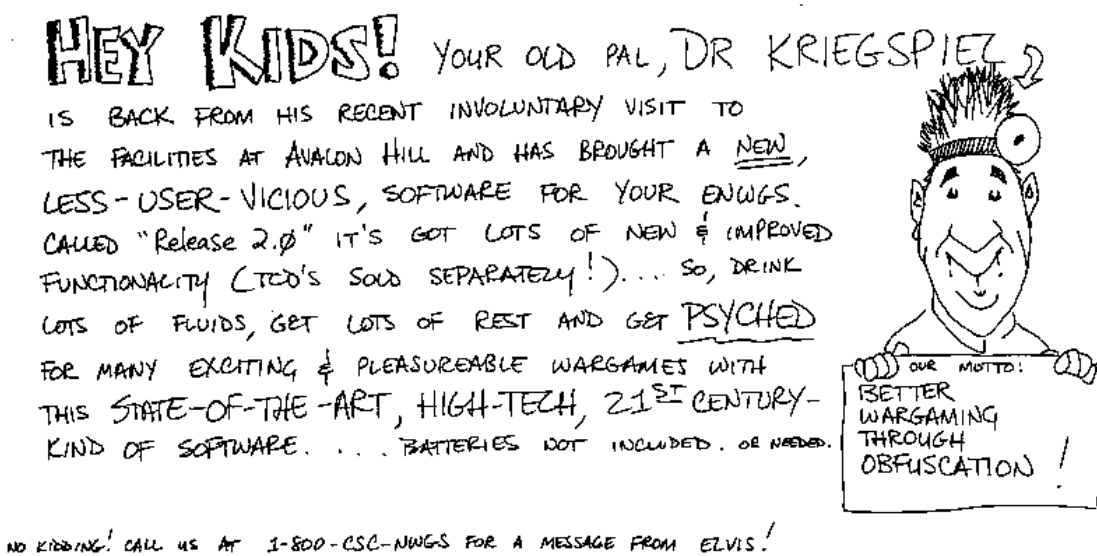 HEY KIDS! YOUR OLD PAL, DR KRIEGSPIEL
IS BACK FROM HIS RECENT INVOLUNTARY VISIT TO
THE FACILITIES AT AVALON HILL AND HAS BROUGHT A NEW,
LESS-USER-VICIOUS, SOFTWARE FOR YOUR ENWGS.
CALLED "Release 2.0" IT'S GOT LOTS OF NEW & IMPROVED
FUNCTIONALITY (TCD'S SOLD SEPARATELY!).... SO, DRINK
LOTS OF FLUIDS, GET LOTS OF REST AND GET PSYCHED
FOR MANY EXCITING & PLEASUREABLE WARGAMES WITH
THIS STATE-OF-THE-ART, HIGH-TECH, 21ST CENTURY-
KIND OF SOFTWARE. ... BATTERIES NOT INCLUDED. OR NEEDED.
OUR MOTTO:
BETTER
WARGAMING
THROUGH
OBFUSCATION!
NO KIDDING! CALL US AT 1-800-CSC-NWGS FOR A MESSAGE FROM ELVIS!